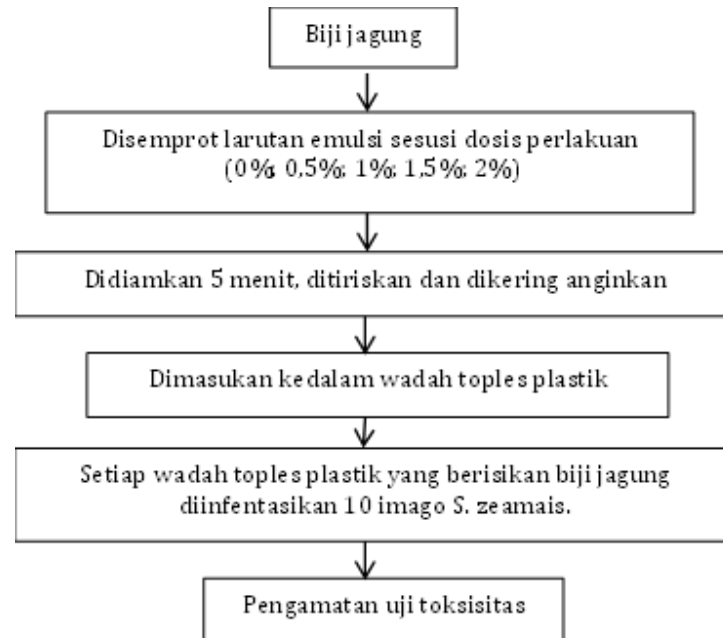 Biji jagung
Disemprot larutan emulsi sesusi dosis perlakuan
(0%; 0,5%; 1%; 1,5%; 2%)
Didiamkan 5 menit, ditiriskan dan dikering anginkan
Dimasukan kedalam wadah toples plastik
Setiap wadah toples plastik yang berisikan biji jagung
diinfentasikan 10 imago S. zeamais.
Pengamatan uji toksisitas